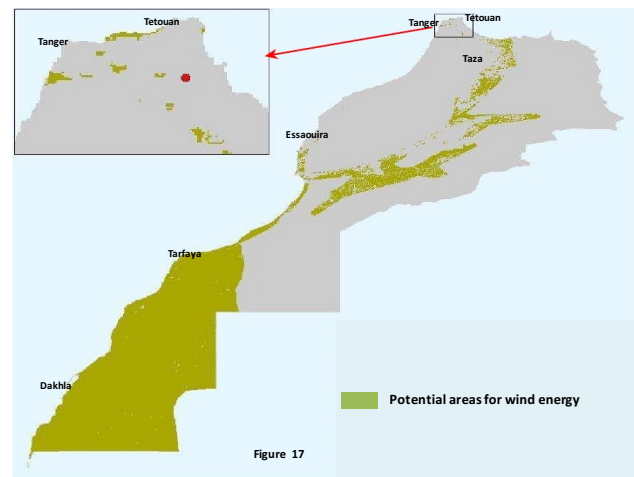 Tetouan
Tanger
Tetouan
Tanger
Taza
Essaouira
Tarfaya
Dakhla
Potential areas for wind energy
Figure 17